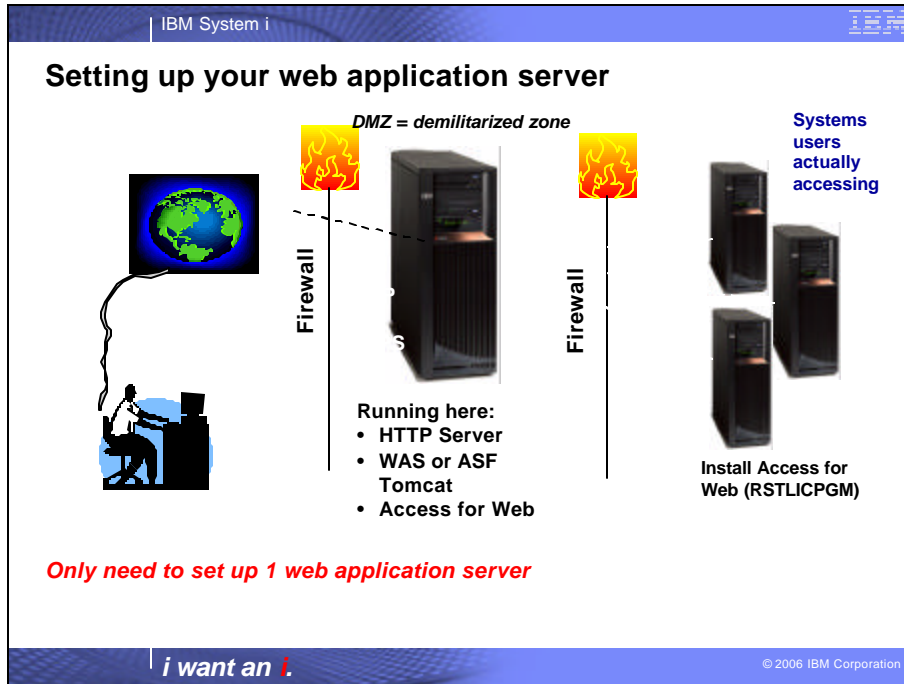 IBM System i
IBM
Setting up your web application server
DMZ = demilitarized zone
Systems
users
actually
accessing
Firewall
P
S
Firewall
Running here:
• HTTP Server
• WAS or ASF
Tomcat
• Access for Web
Install Access for
Web (RSTLICPGM)
Only need to set up 1 web application server
i want an i.
© 2006 IBM Corporation